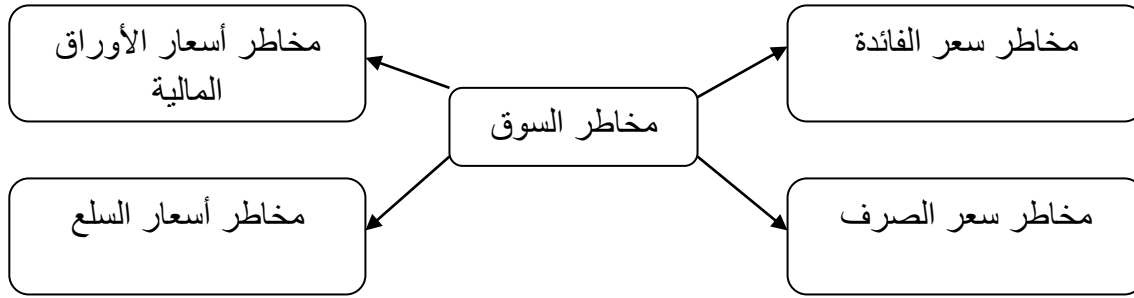 مخاطر سعر الفائدة
مخاطر أسعار الأوراق
المالية
مخاطر السوق
مخاطر سعر الصرف
مخاطر أسعار السلع